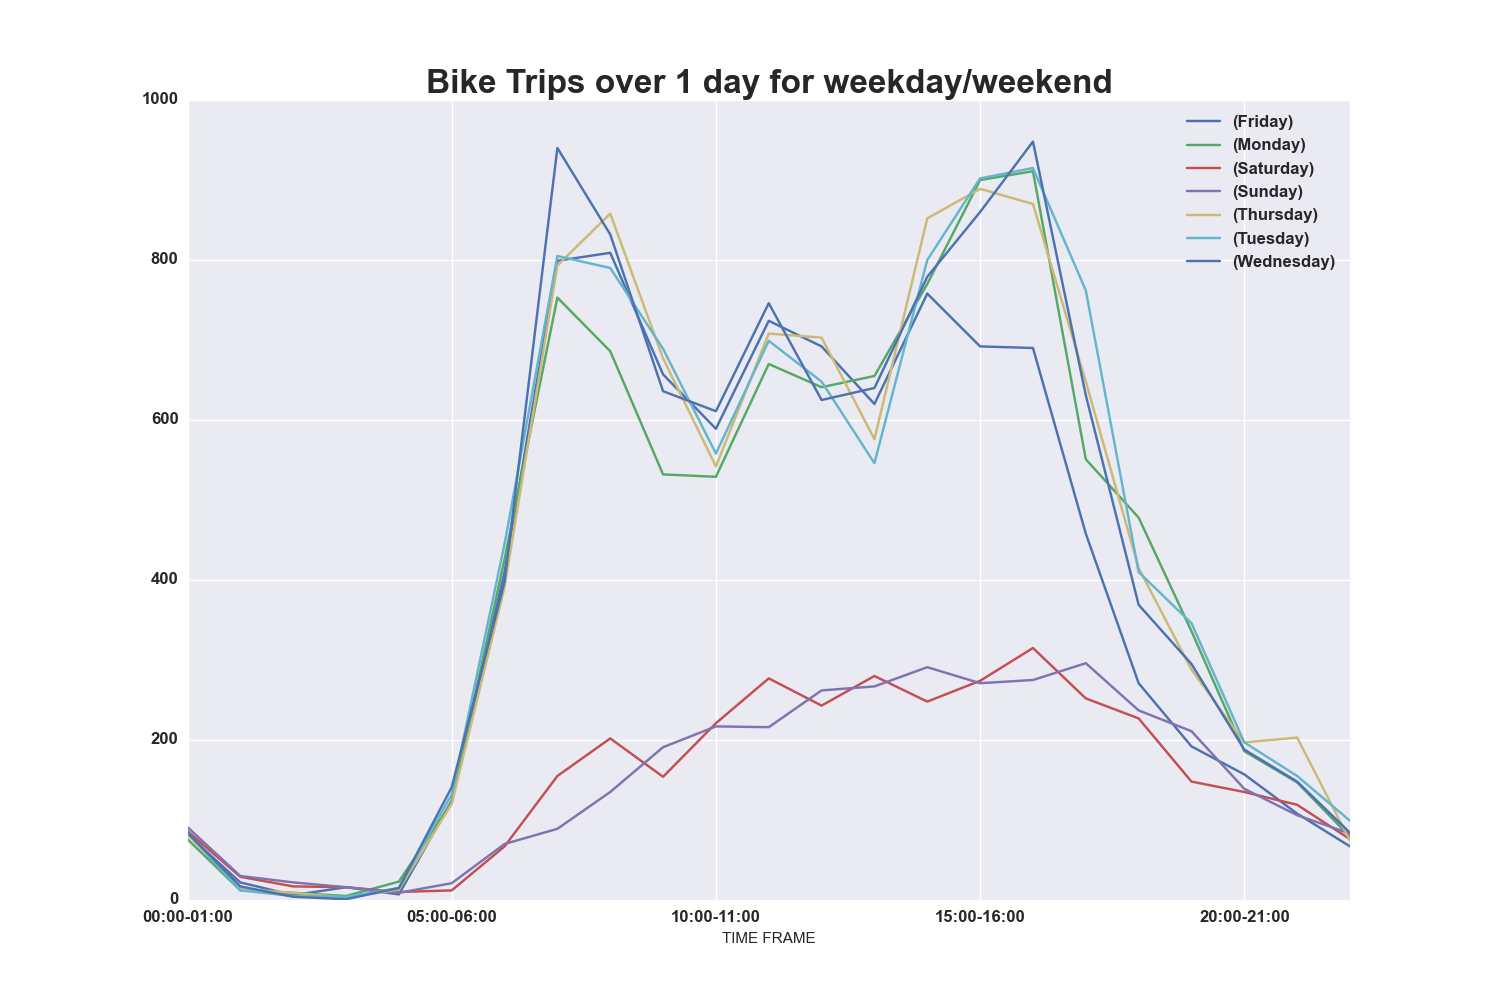 Bike Trips over 1 day for weekday/weekend
1000
800
600
400
200
0
(Friday)
(Monday)
(Saturday)
(Sunday)
(Thursday)
(Tuesday)
(Wednesday)
00:00-01:00 05:00-06:00 10:00-11:00 15:00-16:00 20:00-21:00
TIME FRAME